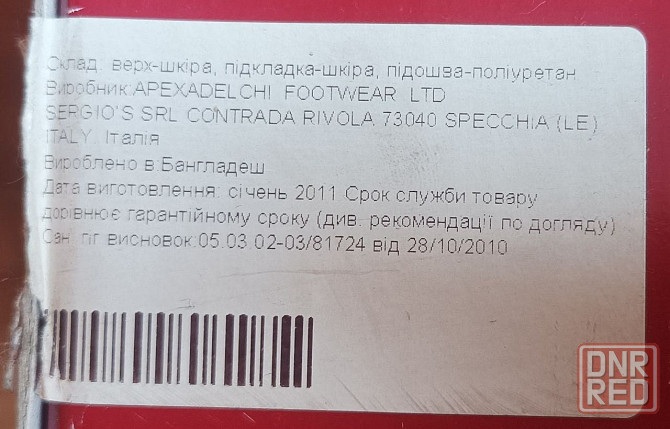 Склад: верх-шкіра, підкладка-шкіра, підошва-поліуретан
Виробник:APEXADELCHI FOOTWEAR LTD
SERGIO'S SRL CONTRADA RIVOLA 73040 SPECCHIA (LE)
ITALY. Італія
Вироблено в:Бангладеш
Дата виготовлення: січень 2011 Срок служби товару
дорівнює гарантійному сроку (див. рекомендації по догляду)
Сан. гіг висновок:05.03.02-03/81724 від 28/10/2010
DNR
RED